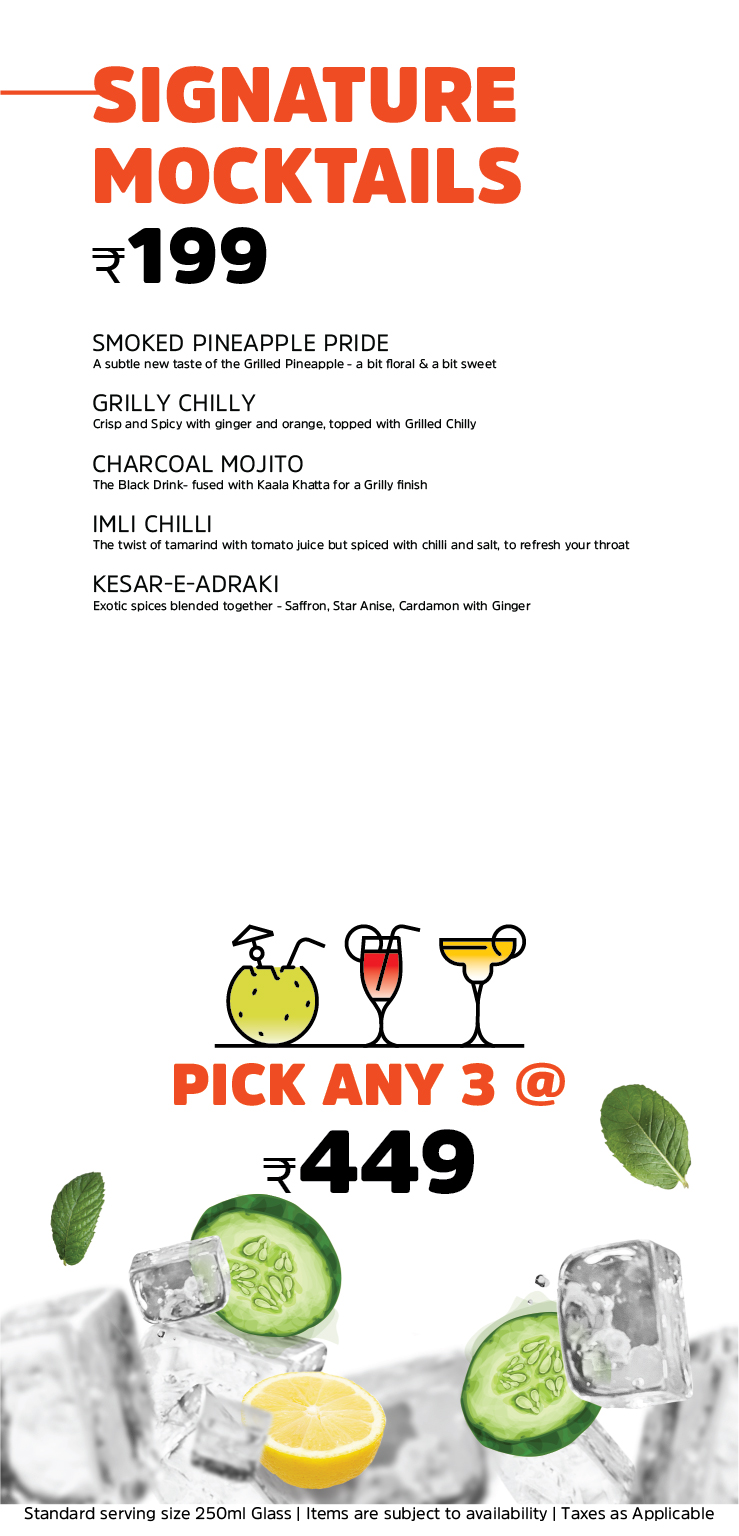 SIGNATURE
MOCKTAILS
₹199
SMOKED PINEAPPLE PRIDE
A subtle new taste of the Grilled Pineapple - a bit floral & a bit sweet
GRILLY CHILLY
Crisp and Spicy with ginger and orange, topped with Grilled Chilly
CHARCOAL MOJITO
The Black Drink- fused with Kaala Khatta for a Grilly finish
IMLI CHILLI
The twist of tamarind with tomato juice but spiced with chilli and salt, to refresh your throat
KESAR-E-ADRAKI
Exotic spices blended together - Saffron, Star Anise, Cardamon with Ginger
PICK ANY 3 @
₹449
Standard serving size 250ml Glass | Items are subject to availability | Taxes as Applicable